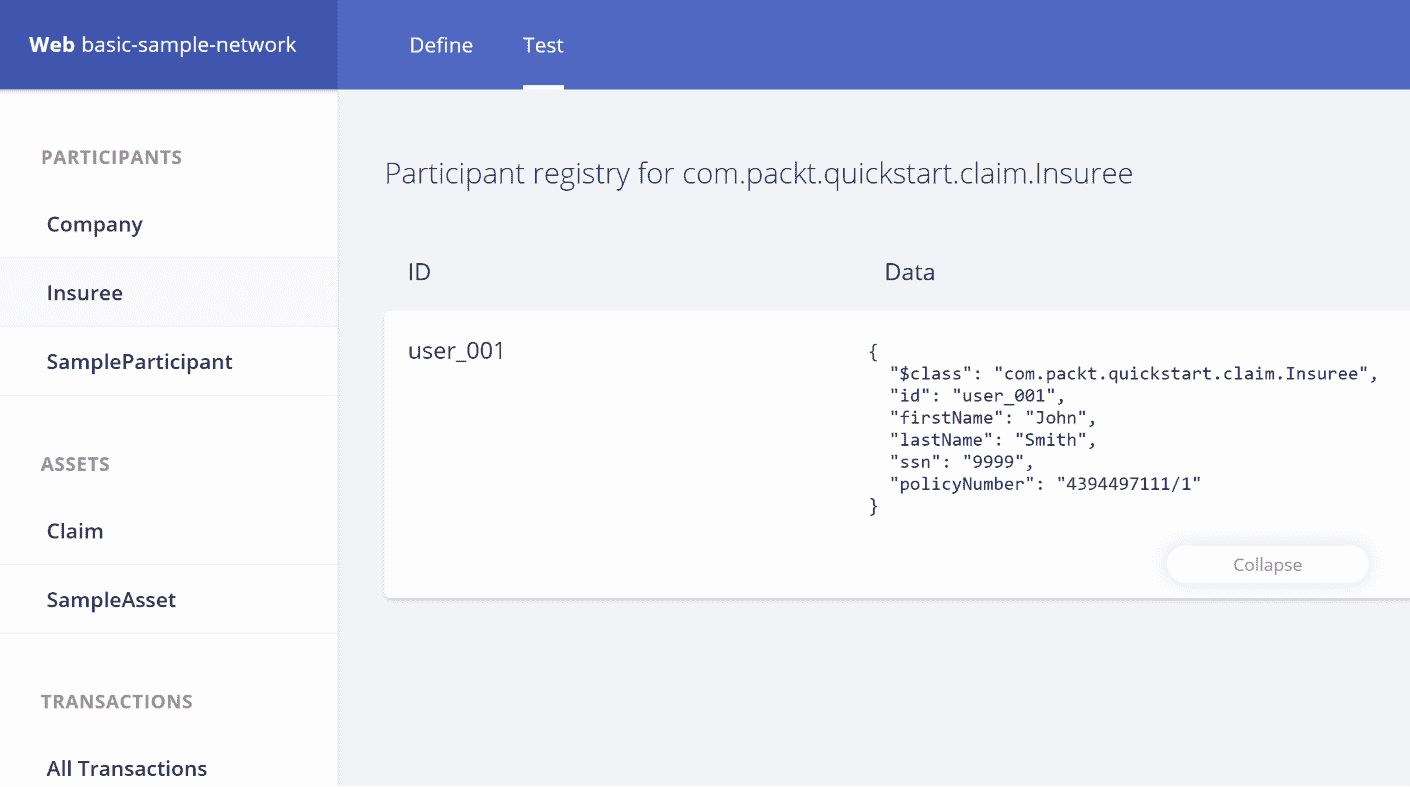 Web basic-sample-network
Define
Test
PARTICIPANTS
Company
Insuree
SampleParticipant
ASSETS
Claim
SampleAsset
TRANSACTIONS
All Transactions
Participant registry for com.packt.quickstart.claim.Insuree
ID
Data
user_001
{
"$class": "com.packt.quickstart.claim.Insuree",
"id": "user_001",
"firstName": "John",
"lastName": "Smith",
"ssn": "9999",
"policyNumber": "4394497111/1"
}
Collapse